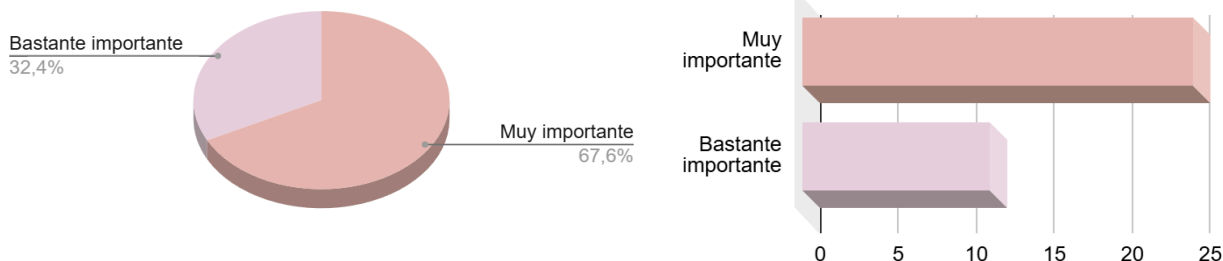 Bastante importante
32,4%
Muy importante
67,6%
Muy
importante
Bastante
importante
0 5 10 15 20 25